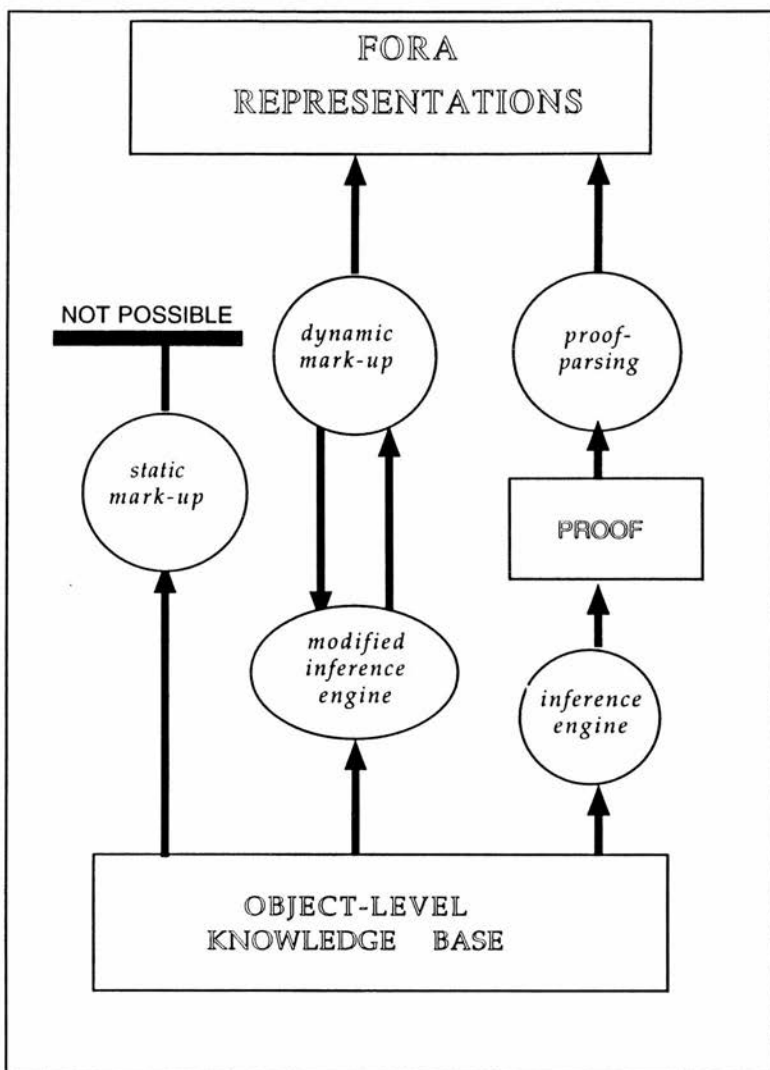 FORA
REPRESENTATIONS
NOT POSSIBLE
dynamic
mark-up
proof-
parsing
static
mark-up
PROOF
modified
inference
engine
inference
engine
OBJECT-LEVEL
KNOWLEDGE BASE